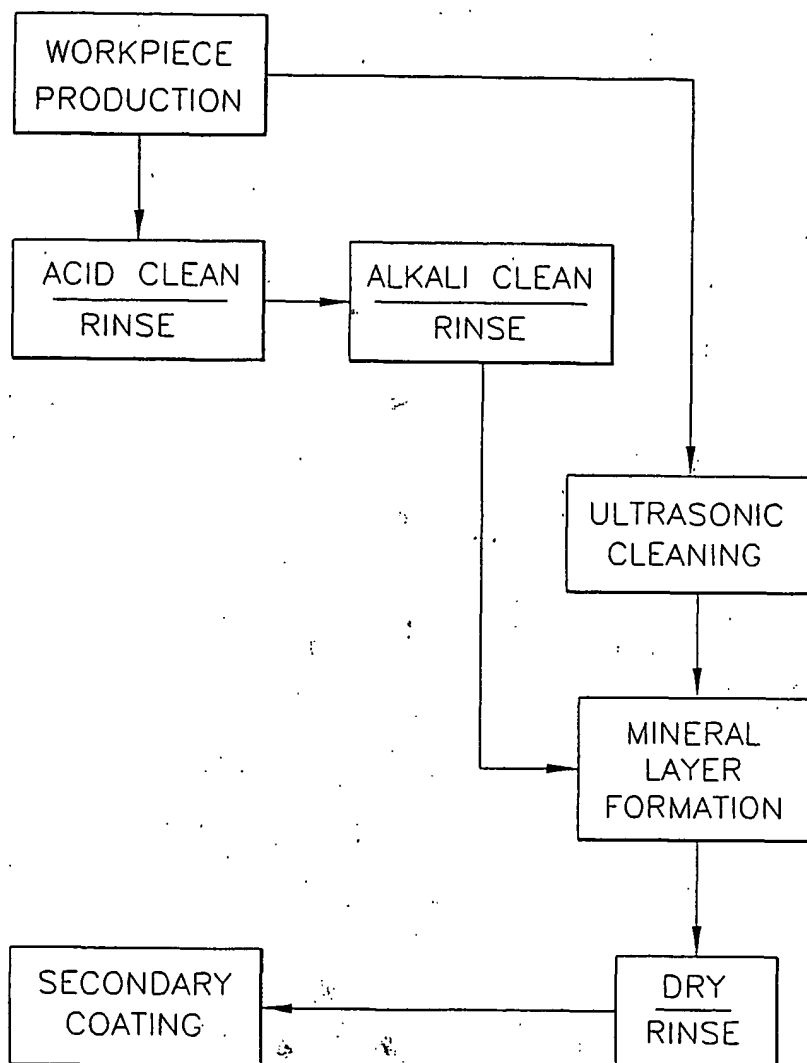 WORKPIECE
PRODUCTION
ACID CLEAN
RINSE
ALKALI CLEAN
RINSE
ULTRASONIC
CLEANING
MINERAL
LAYER
FORMATION
DRY
RINSE
SECONDARY
COATING